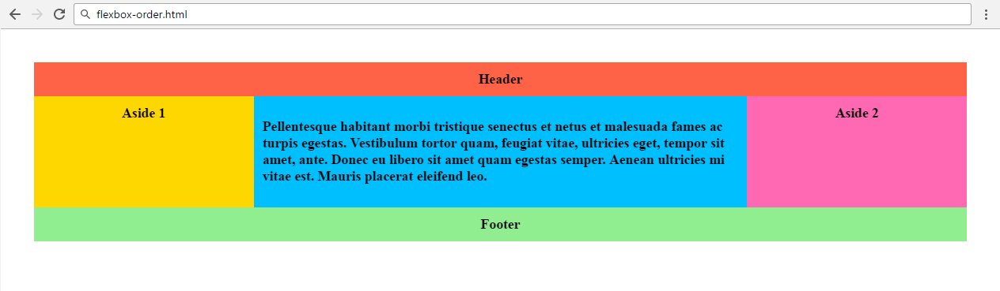 flexbox-order.html
Header
Aside 1
Pellentesque habitant morbi tristique senectus et netus et malesuada fames ac
turpis egestas. Vestibulum tortor quam, feugiat vitae, ultricies eget, tempor sit
amet, ante. Donec eu libero sit amet quam egestas semper. Aenean ultricies mi
vitae est. Mauris placerat eleifend leo.
Aside 2
Footer